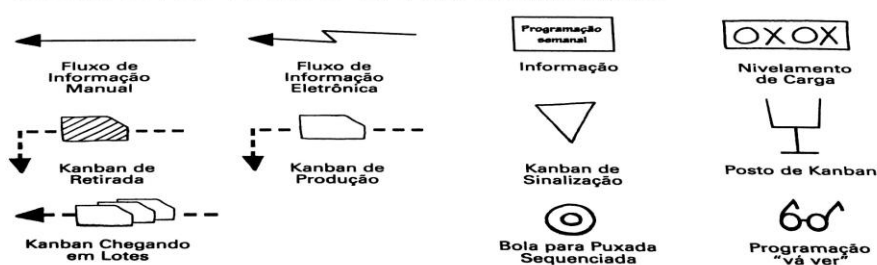 Fluxo de
Informação
Manual
Fluxo de
Informação
Eletrônica
Programação
semanal
Informação
OXOX
Nivelamento
de Carga
Kanban de
Retirada
Kanban de
Produção
Kanban de
Sinalização
Posto de Kanban
Kanban Chegando
em Lotes
Bola para Puxada
Sequenciada
Programação
"vá ver"